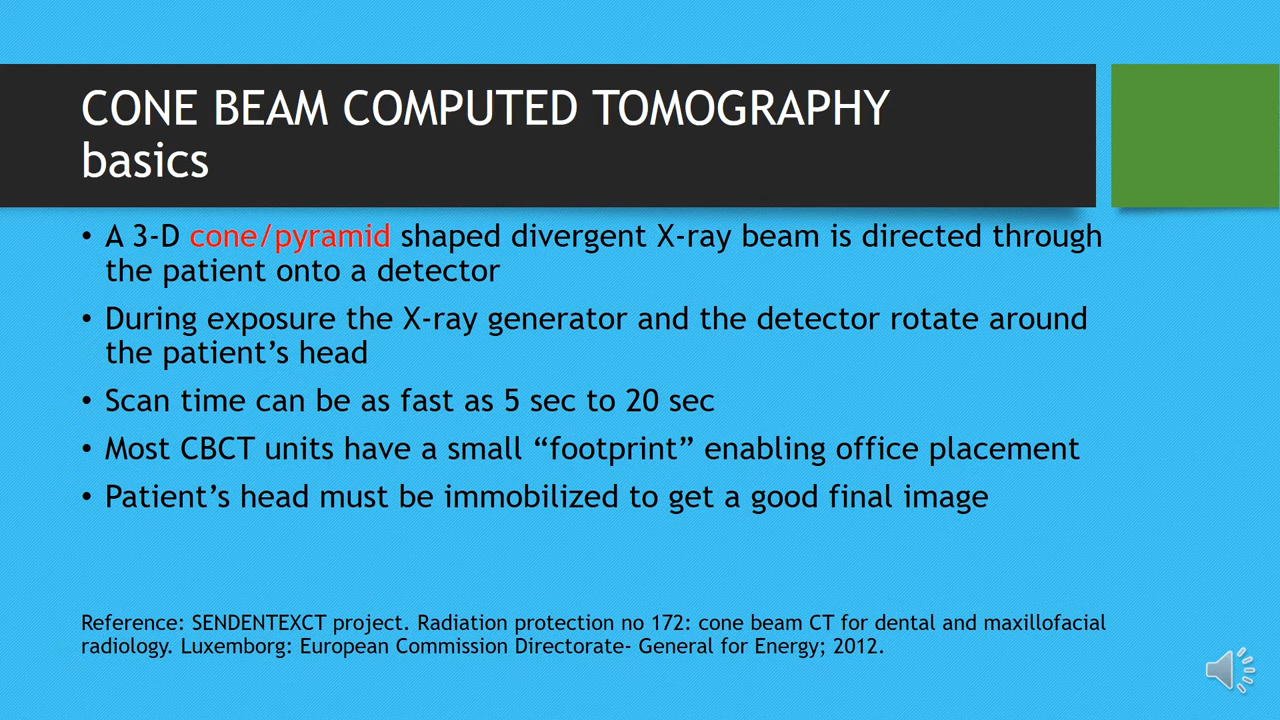 CONE BEAM COMPUTED TOMOGRAPHY
basics
• A 3-D cone/pyramid shaped divergent X-ray beam is directed through
the patient onto a detector
• During exposure the X-ray generator and the detector rotate around
the patient’s head
• Scan time can be as fast as 5 sec to 20 sec
• Most CBCT units have a small “footprint” enabling office placement
• Patient’s head must be immobilized to get a good final image
Reference: SENDENTEXCT project. Radiation protection no 172: cone beam CT for dental and maxillofacial
radiology. Luxemborg: European Commission Directorate- General for Energy; 2012.